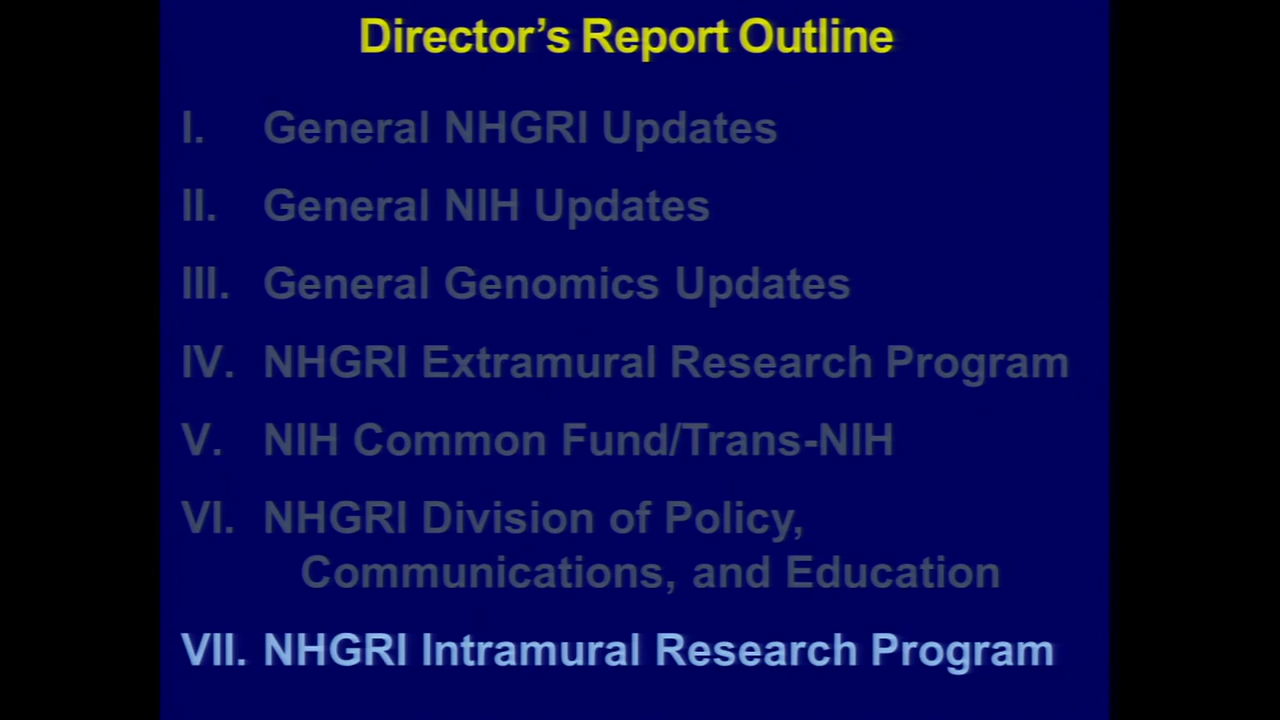 Director's Report Outline
I. General NHGRI Updates
II. General NIH Updates
III. General Genomics Updates
IV. NHGRI Extramural Research Program
V. NIH Common Fund/Trans-NIH
VI. NHGRI Division of Policy,
Communications, and Education
VII. NHGRI Intramural Research Program